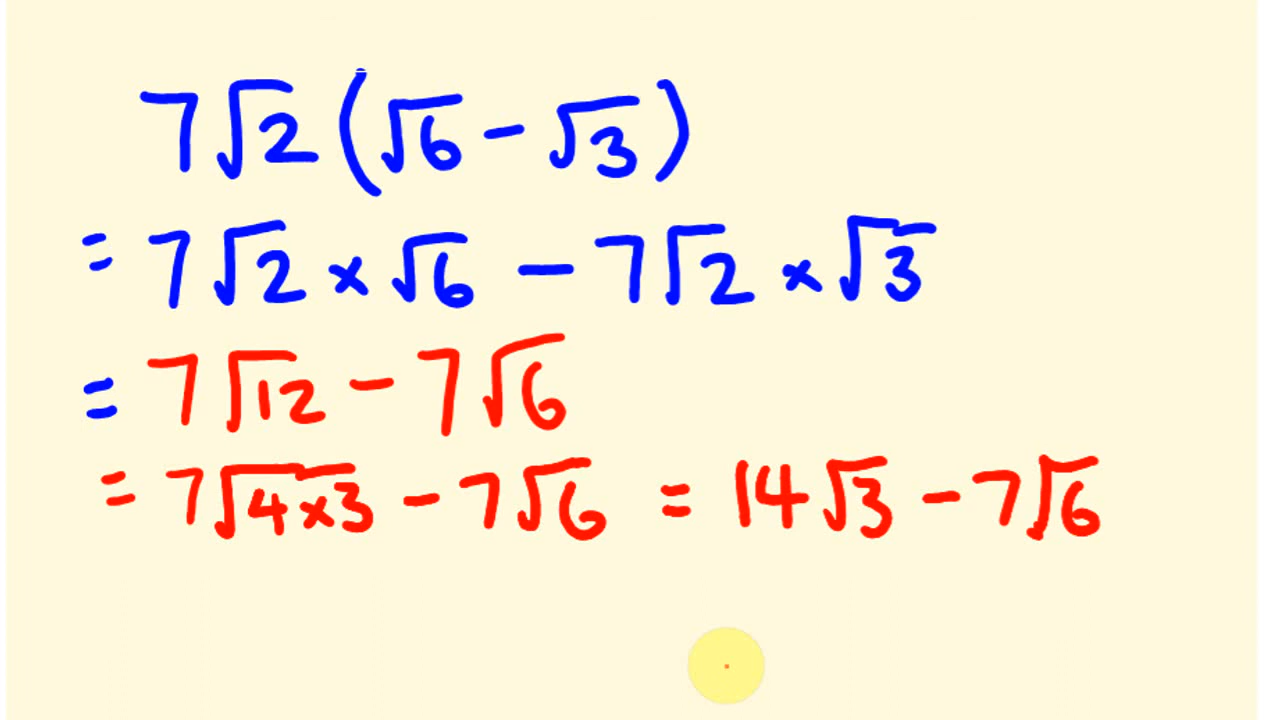 7√2(√6-√3)
= 7√2 × √6 - 7√2 × √3
= 7√12 - 7√6
= 7√4×3 - 7√6 = 14√3 - 7√6